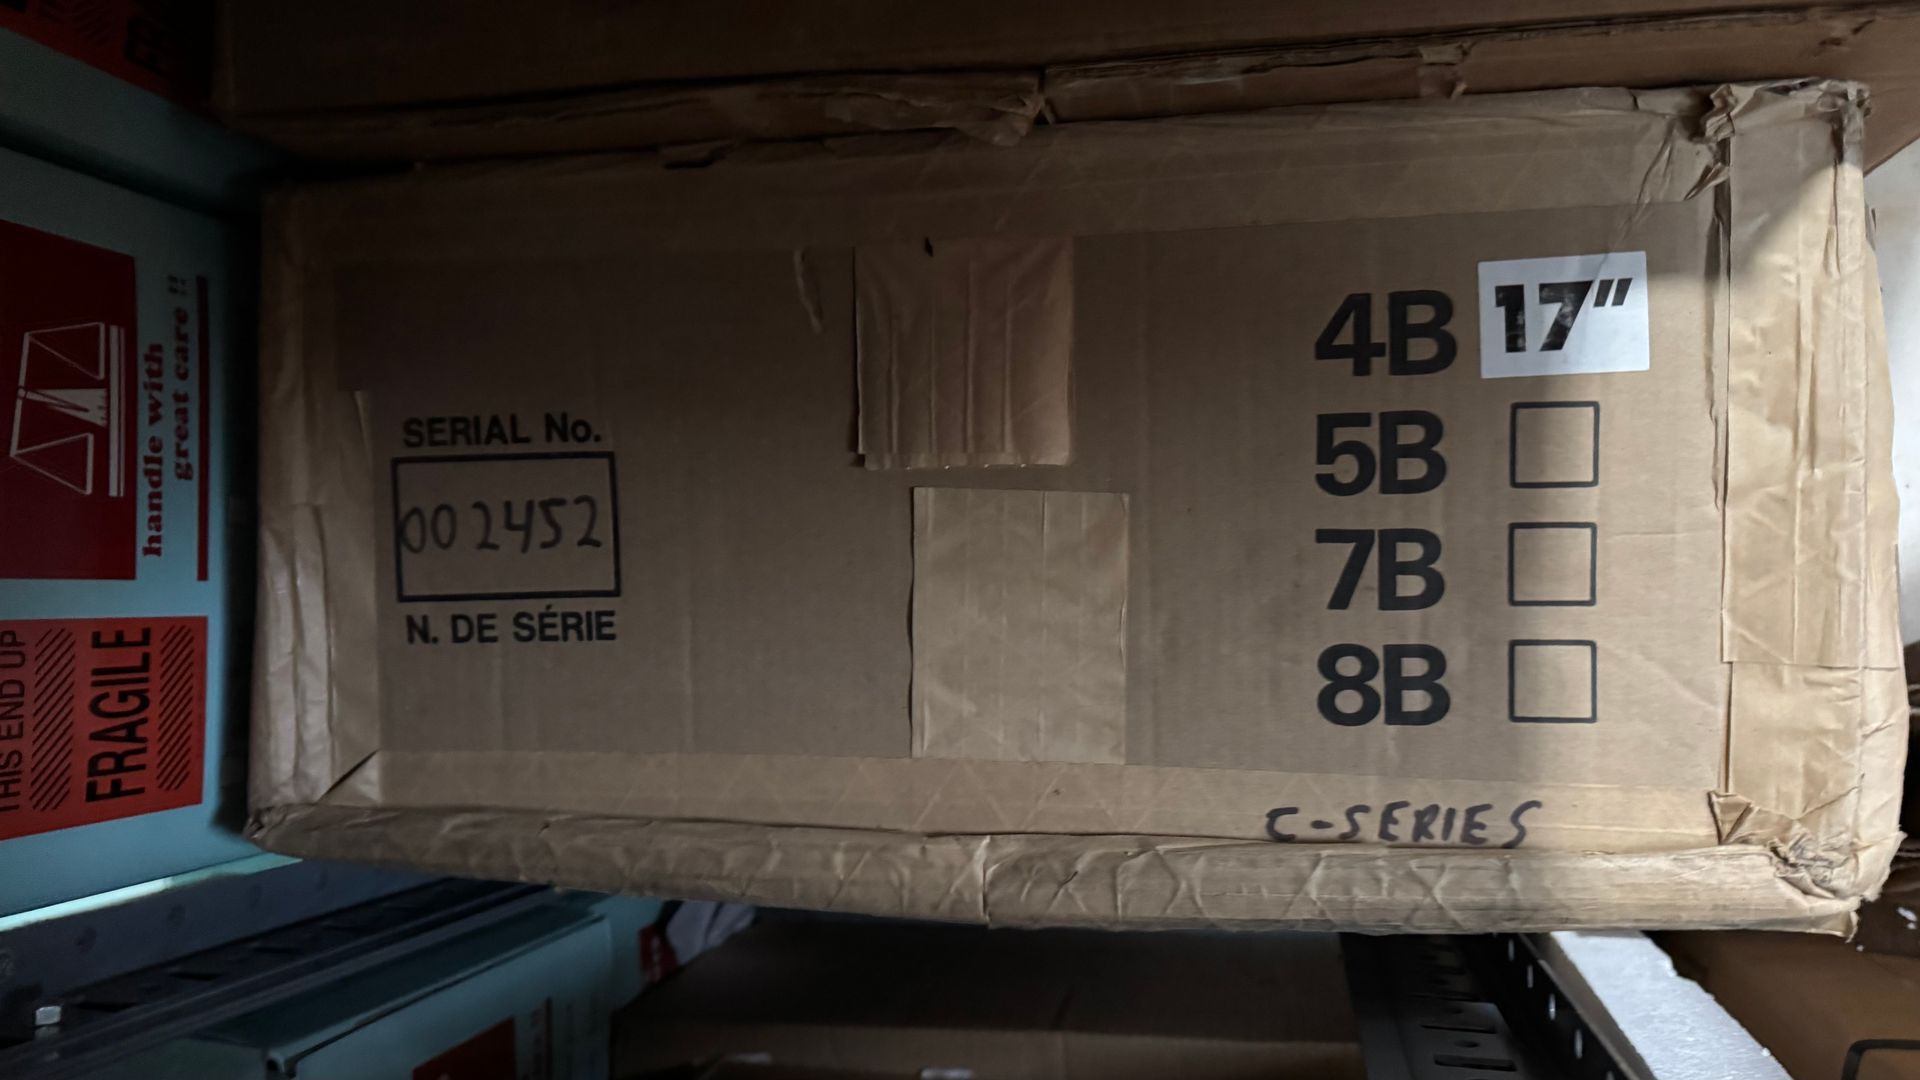 SERIAL No.
002452
N. DE SÉRIE
4B 17"
5B
7B
8B
C-SERIES
handle with
great care !!
THIS END UP
FRAGILE